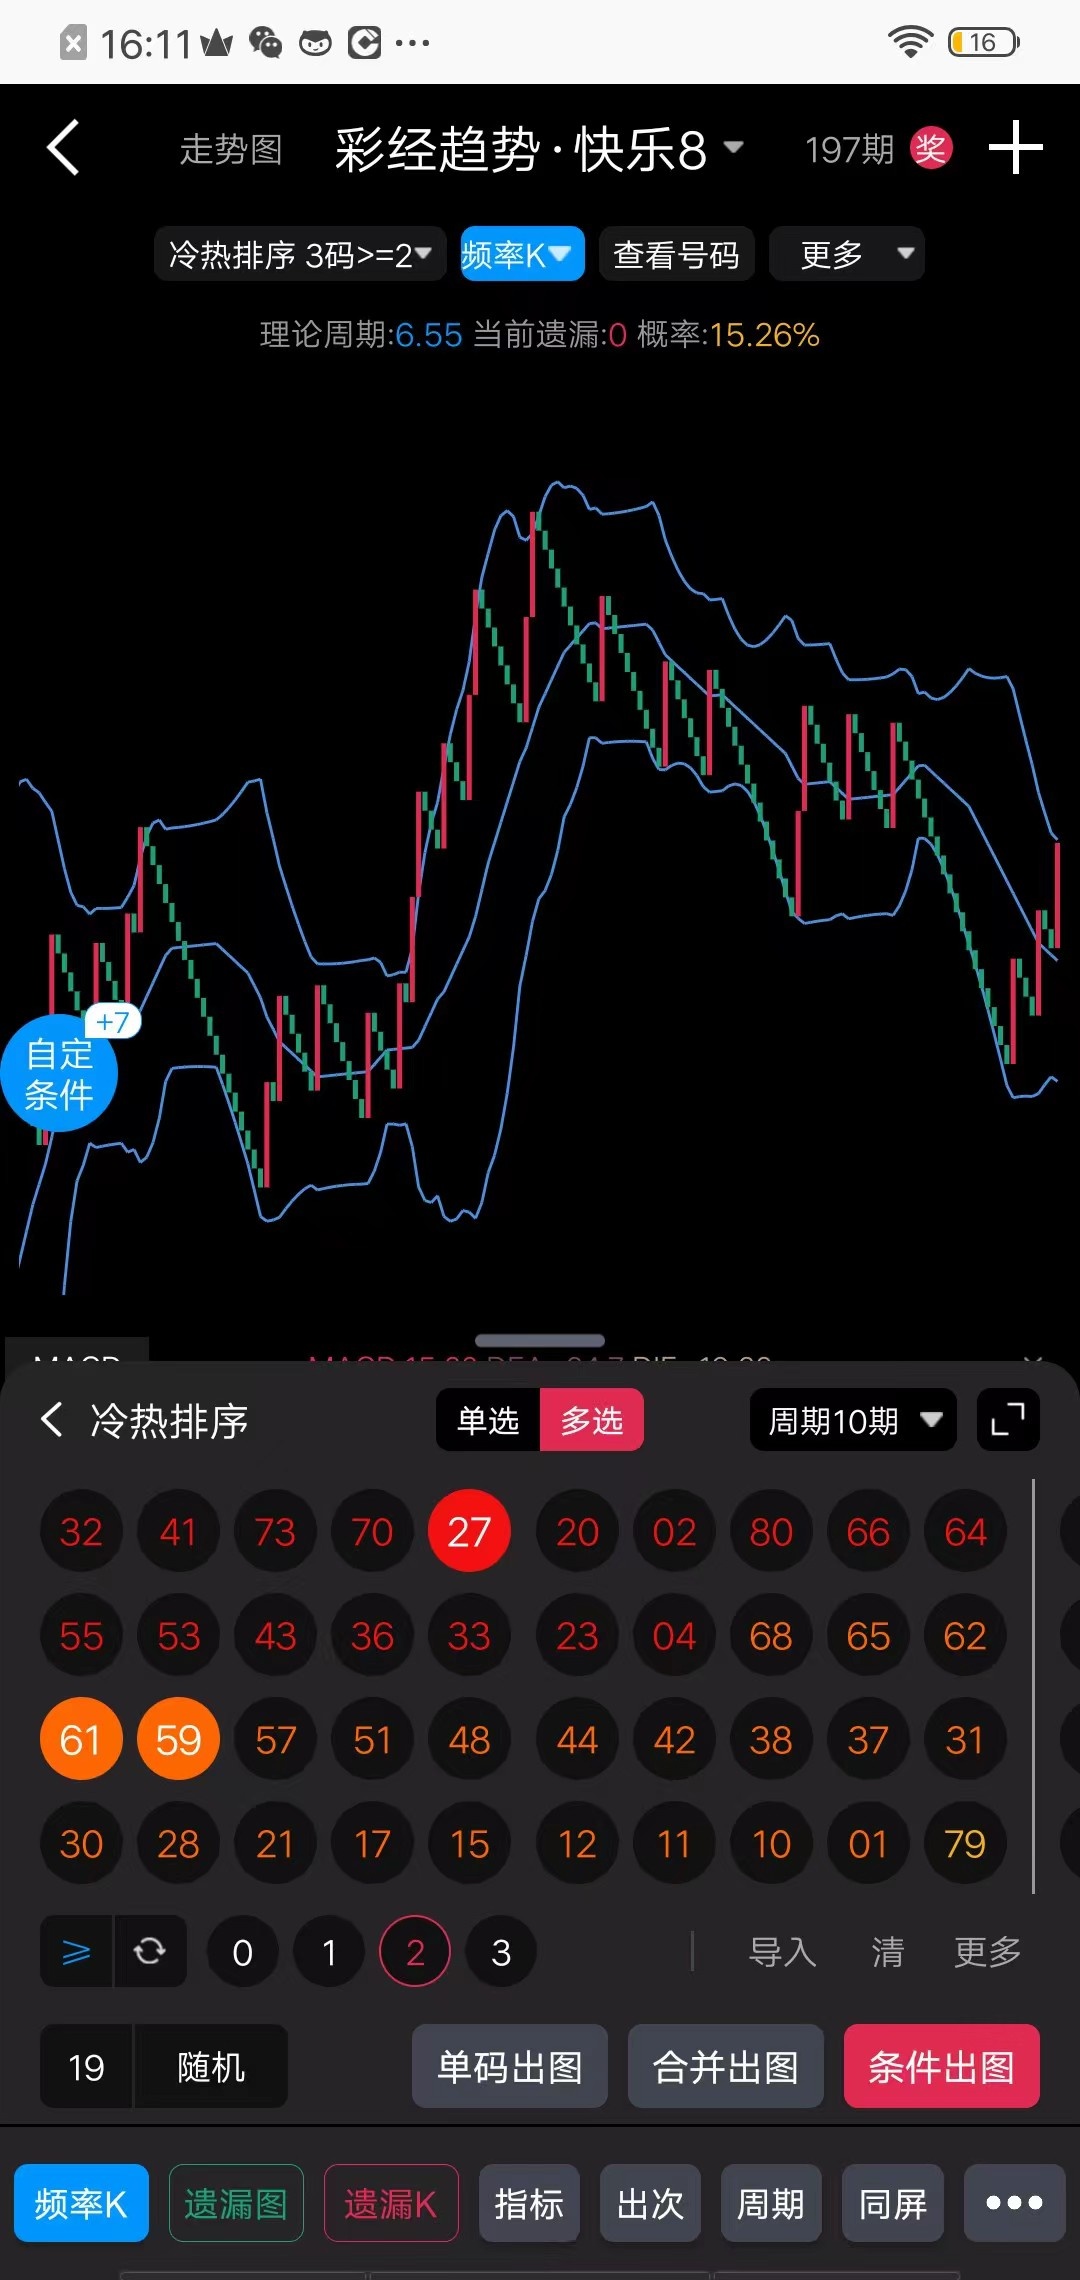 16:11 16
走势图 彩经趋势·快乐8 197期 奖
冷热排序 3码>=2 频率K 查看号码 更多
理论周期:6.55 当前遗漏:0 概率:15.26%
+7
自定
条件
MACD
冷热排序 单选 多选 周期10期
32 41 73 70 27 20 02 80 66 64
55 53 43 36 33 23 04 68 65 62
61 59 57 51 48 44 42 38 37 31
30 28 21 17 15 12 11 10 01 79
≥ 0 1 2 3 导入 清 更多
19 随机 单码出图 合并出图 条件出图
频率K 遗漏图 遗漏K 指标 出次 周期 同屏 •••